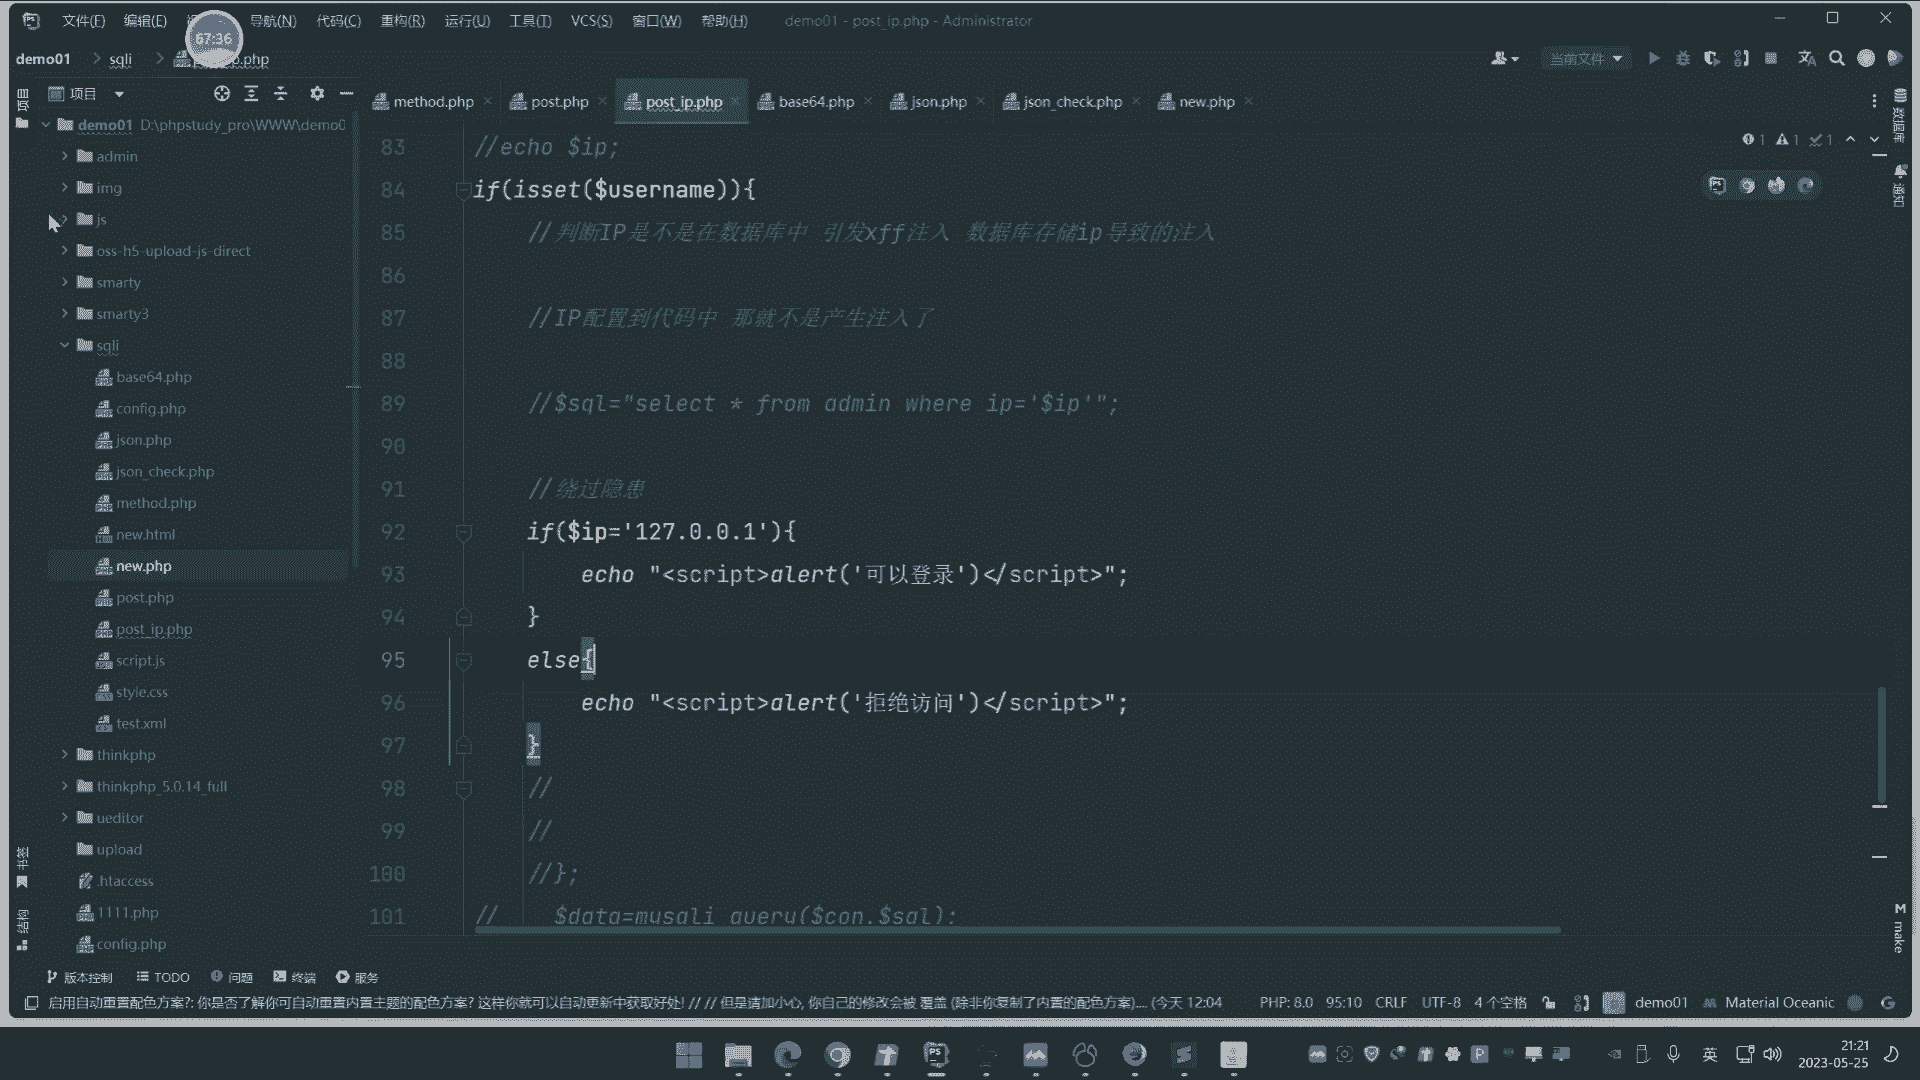 文件(F) 编辑(E) 导航(N) 代码(C) 重构(R) 运行(U) 工具(T) VCS(S) 窗口(W) 帮助(H) demo01 - post_ip.php - Administrator
67:36
demo01 sqli p.php 当前文件
项目 项目
method.php post.php post_ip.php base64.php json.php json_check.php new.php
demo01 D:\phpstudy_pro\WWW\demo0
admin
img
js
oss-h5-upload-js-direct
smarty
smarty3
sqli
base64.php
config.php
json.php
json_check.php
method.php
new.html
new.php
post.php
post_ip.php
script.js
style.css
test.xml
thinkphp
thinkphp_5.0.14_full
ueditor
upload
.htaccess
1111.php
config.php
书签
结构
1 1 1
数据库
通知
83 //echo $ip;
84 if(isset($username)){
85 //判断IP是不是在数据库中 引发xff注入 数据库存储ip导致的注入
86
87 //IP配置到代码中 那就不是产生注入了
88
89 //$sql="select * from admin where ip='$ip'";
90
91 //绕过隐患
92 if($ip='127.0.0.1'){
93 echo "<script>alert('可以登录')</script>";
94 }
95 else{
96 echo "<script>alert('拒绝访问')</script>";
97 }
98 //
99 //
100 //};
101 // $data=mysqli_query($con,$sql);
M make
版本控制 TODO 问题 终端 服务
启用自动重置配色方案?: 你是否了解你可自动重置内置主题的配色方案? 这样你就可以自动更新中获取好处! // // 但是请加小心, 你自己的修改会被 覆盖 (除非你复制了内置的配色方案).... (今天 12:04 PHP: 8.0 95:10 CRLF UTF-8 4 个空格 demo01 Material Oceanic
英 21:21
2023-05-25